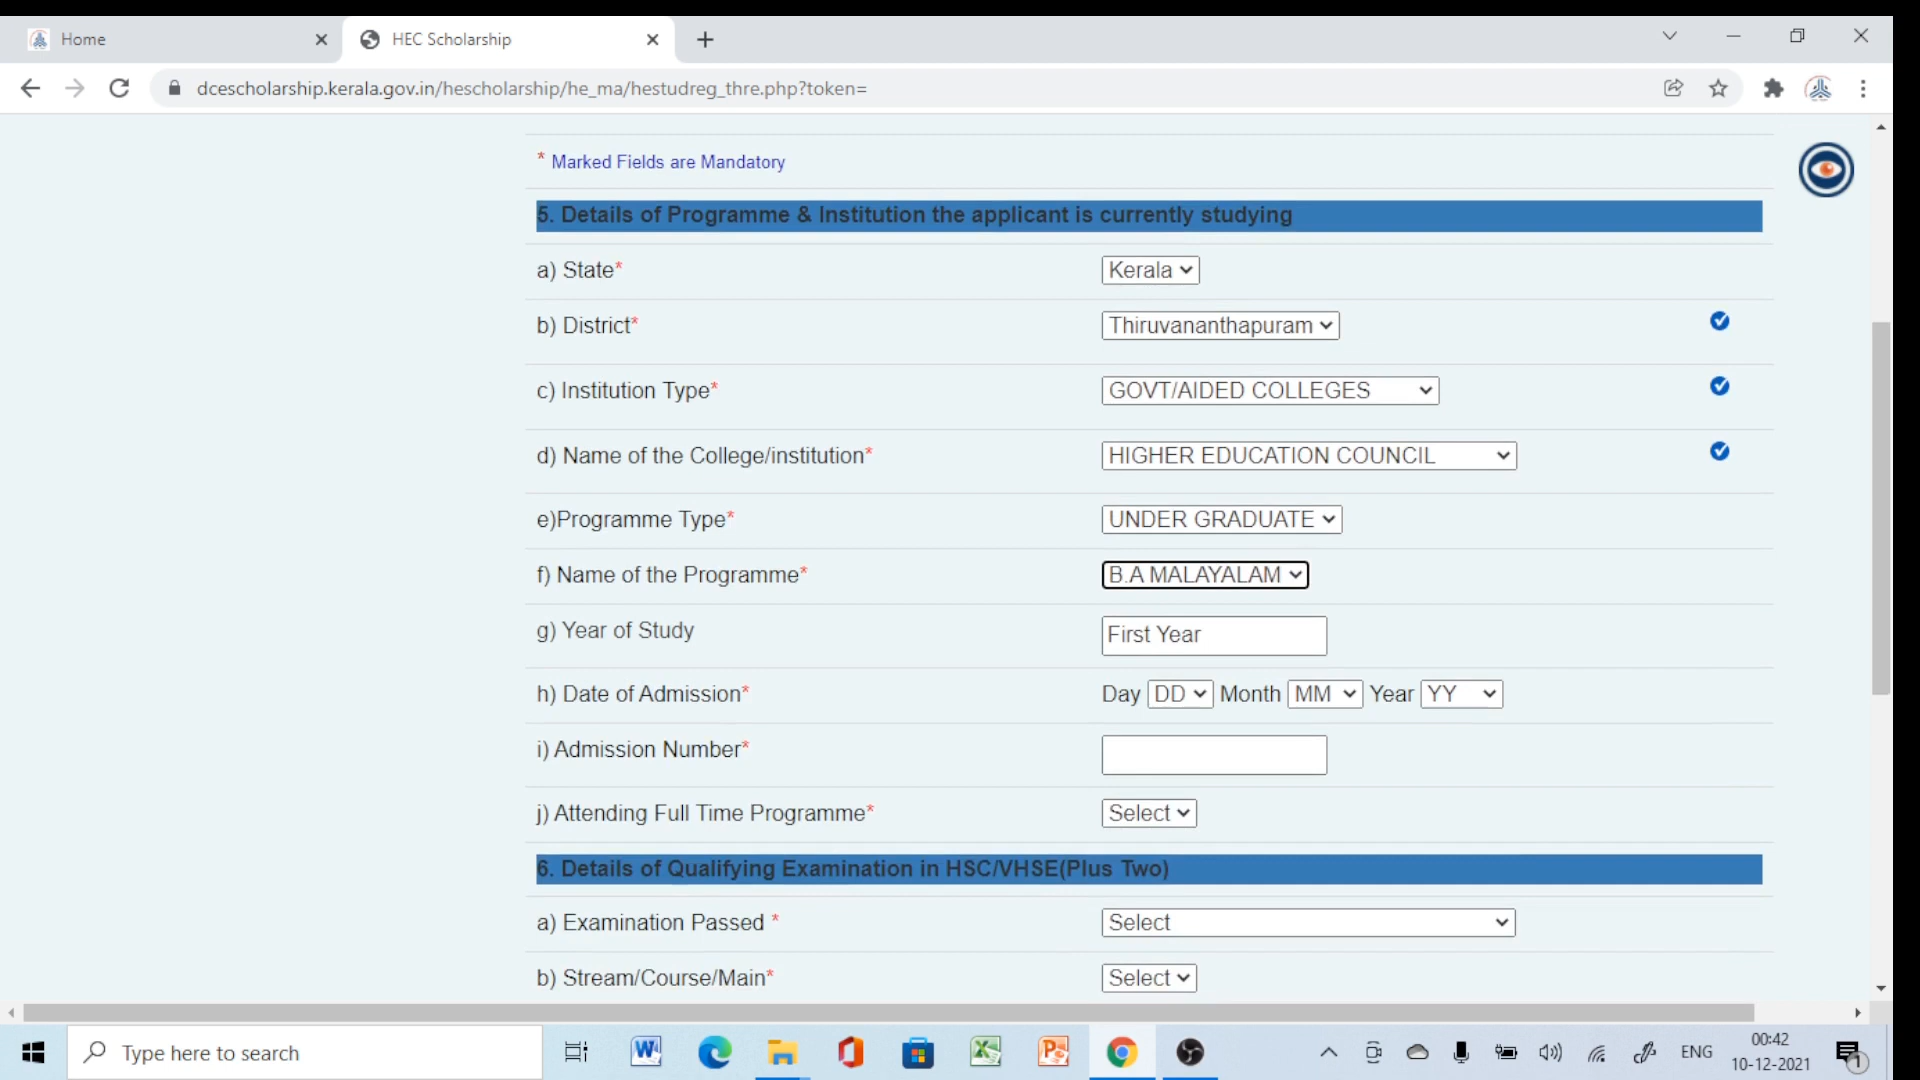 Home
HEC Scholarship
dcescholarship.kerala.gov.in/hescholarship/he_ma/hestudreg_thre.php?token=
* Marked Fields are Mandatory
5. Details of Programme & Institution the applicant is currently studying
a) State* Kerala
b) District* Thiruvananthapuram
c) Institution Type* GOVT/AIDED COLLEGES
d) Name of the College/institution* HIGHER EDUCATION COUNCIL
e)Programme Type* UNDER GRADUATE
f) Name of the Programme* B.A MALAYALAM
g) Year of Study First Year
h) Date of Admission* Day DD Month MM Year YY
i) Admission Number*
j) Attending Full Time Programme* Select
6. Details of Qualifying Examination in HSC/VHSE(Plus Two)
a) Examination Passed * Select
b) Stream/Course/Main* Select
Type here to search
ENG
00:42
10-12-2021
1